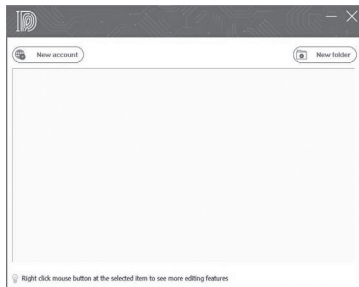 New account
New folder
Right click mouse button at the selected item to see more editing features